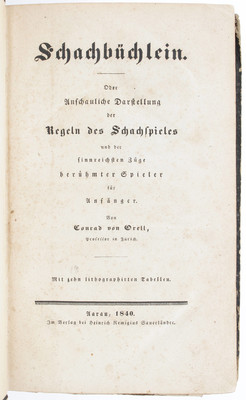 Schachbüchlein.
Oder
Anschauliche Darstellung
der
Regeln des Schachspieles
und der
sinnreichsten Züge
berühmter Spieler
für
Anfänger.
Von
Conrad von Orell,
Professor in Zürich.
Mit zehn lithographirten Tabellen.
Aarau, 1840.
Im Verlag bei Heinrich Remigius Sauerländer.